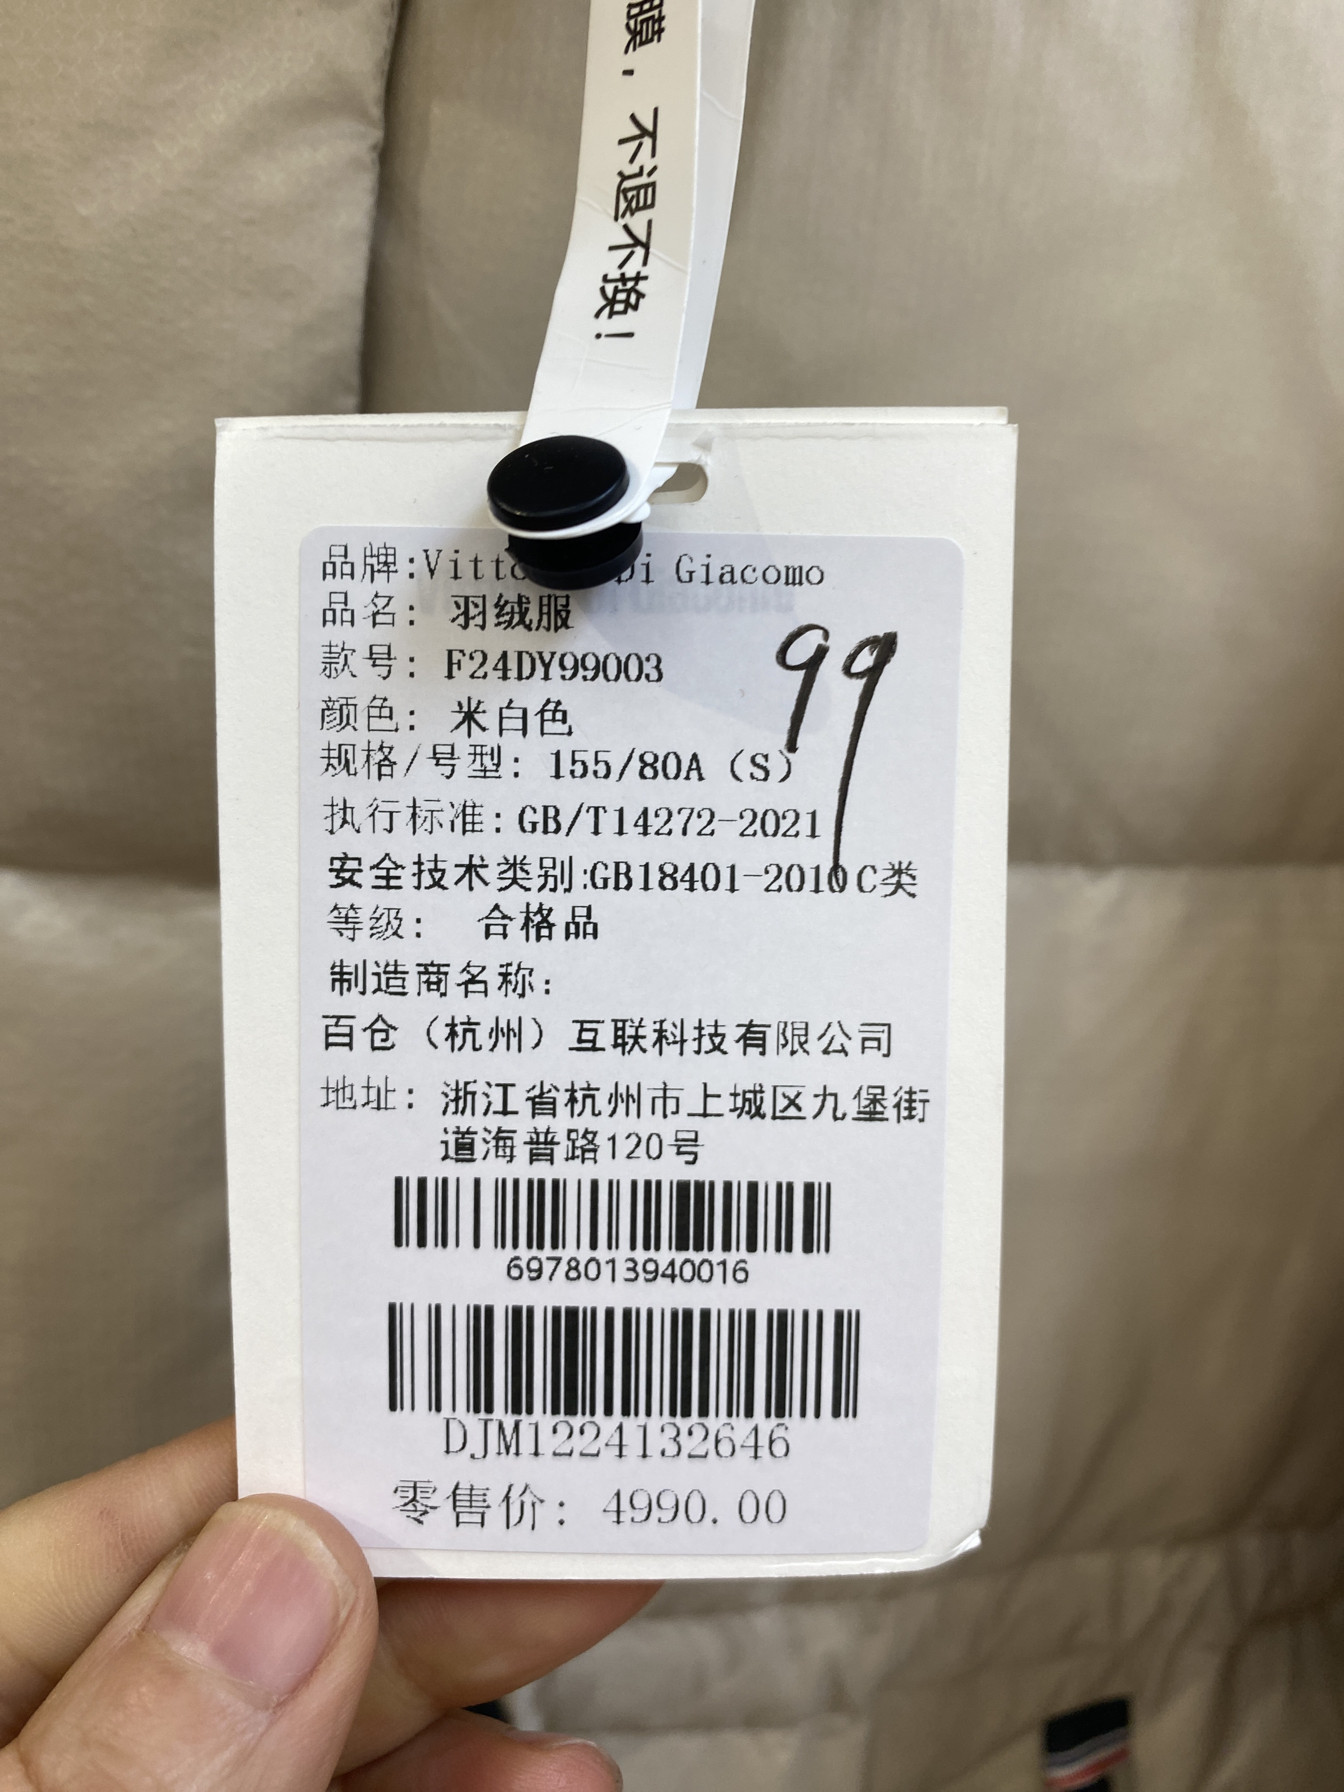 膜，不退不换！
品牌:Vitto Di Giacomo
品名: 羽绒服
99
款号: F24DY99003
颜色: 米白色
规格/号型: 155/80A（S）
执行标准:GB/T14272-2021
安全技术类别:GB18401-2010 C类
等级: 合格品
制造商名称:
百仓（杭州）互联科技有限公司
地址: 浙江省杭州市上城区九堡街
道海普路120号
6978013940016
DJM1224132646
零售价: 4990.00